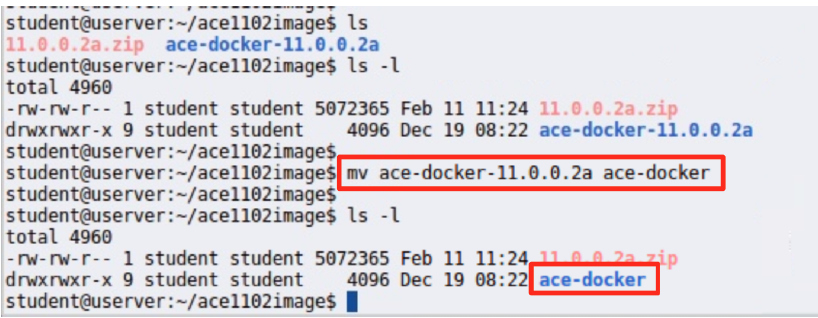 student@userver:~/ace1102image$ ls
11.0.0.2a.zip  ace-docker-11.0.0.2a
student@userver:~/ace1102image$ ls -l
total 4960
-rw-rw-r-- 1 student student 5072365 Feb 11 11:24 11.0.0.2a.zip
drwxrwxr-x 9 student student    4096 Dec 19 08:22 ace-docker-11.0.0.2a
student@userver:~/ace1102image$
student@userver:~/ace1102image$ mv ace-docker-11.0.0.2a ace-docker
student@userver:~/ace1102image$
student@userver:~/ace1102image$ ls -l
total 4960
-rw-rw-r-- 1 student student 5072365 Feb 11 11:24 11.0.0.2a.zip
drwxrwxr-x 9 student student    4096 Dec 19 08:22 ace-docker
student@userver:~/ace1102image$